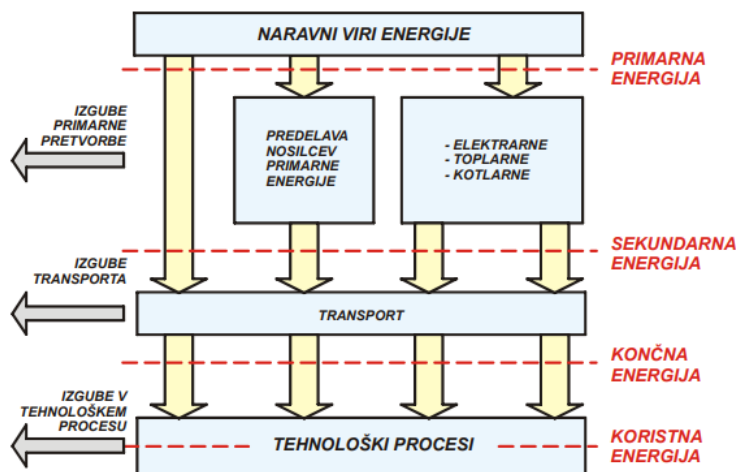 NARAVNI VIRI ENERGIJE
PRIMARNA
ENERGIJA
IZGUBE
PRIMARNE
PRETVORBE
PREDELAVA
NOSILCEV
PRIMARNE
ENERGIJE
- ELEKTRARNE
- TOPLARNE
- KOTLARNE
SEKUNDARNA
ENERGIJA
IZGUBE
TRANSPORTA
TRANSPORT
KONČNA
ENERGIJA
IZGUBE V
TEHNOLOŠKEM
PROCESU
TEHNOLOŠKI PROCESI
KORISTNA
ENERGIJA